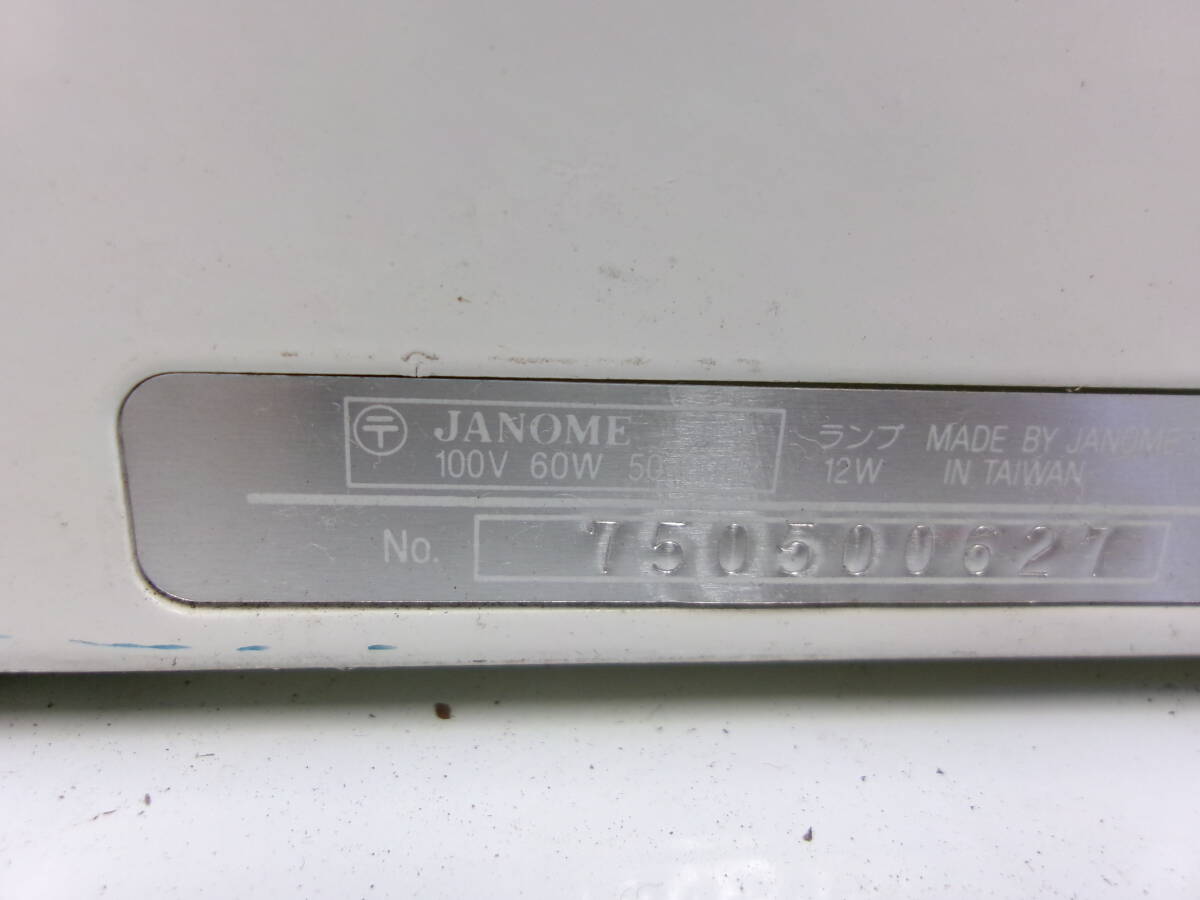 〒 JANOME
100V 60W 50
ランプ
12W
MADE BY JANOME
IN TAIWAN
No. 750500627